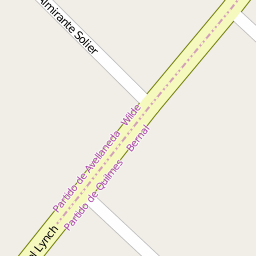 Almirante Solier
Partido de Avellaneda - Wilde
Partido de Quilmes - Bernal
Lynch